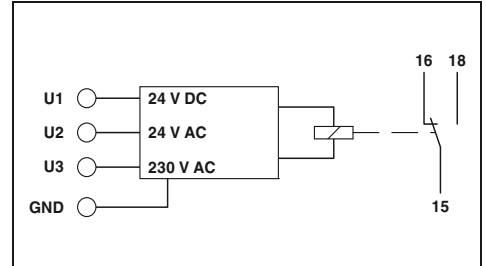 16 18
U1 24 V DC
U2 24 V AC
U3 230 V AC
GND
15